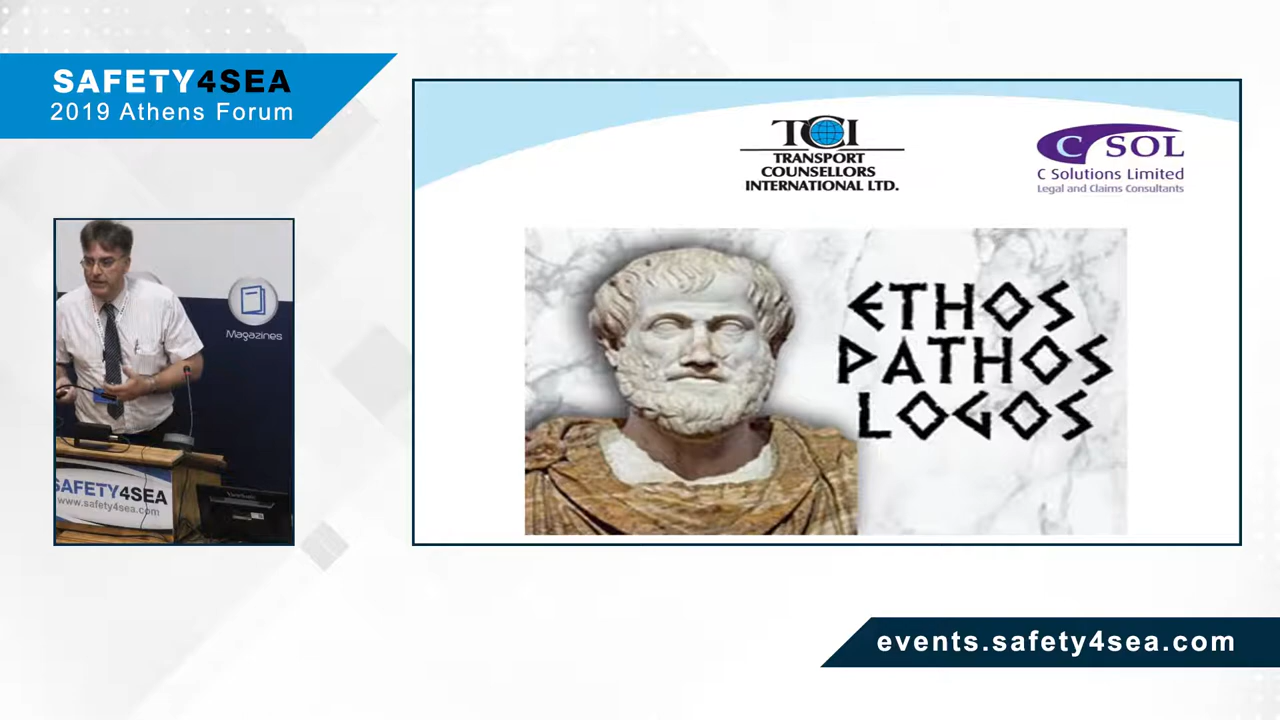 SAFETY4SEA
2019 Athens Forum
Magazines
SAFETY4SEA
www.safety4sea.com
TCI
TRANSPORT
COUNSELLORS
INTERNATIONAL LTD.
C SOL
C Solutions Limited
Legal and Claims Consultants
ETHOS
PATHOS
LOGOS
events.safety4sea.com